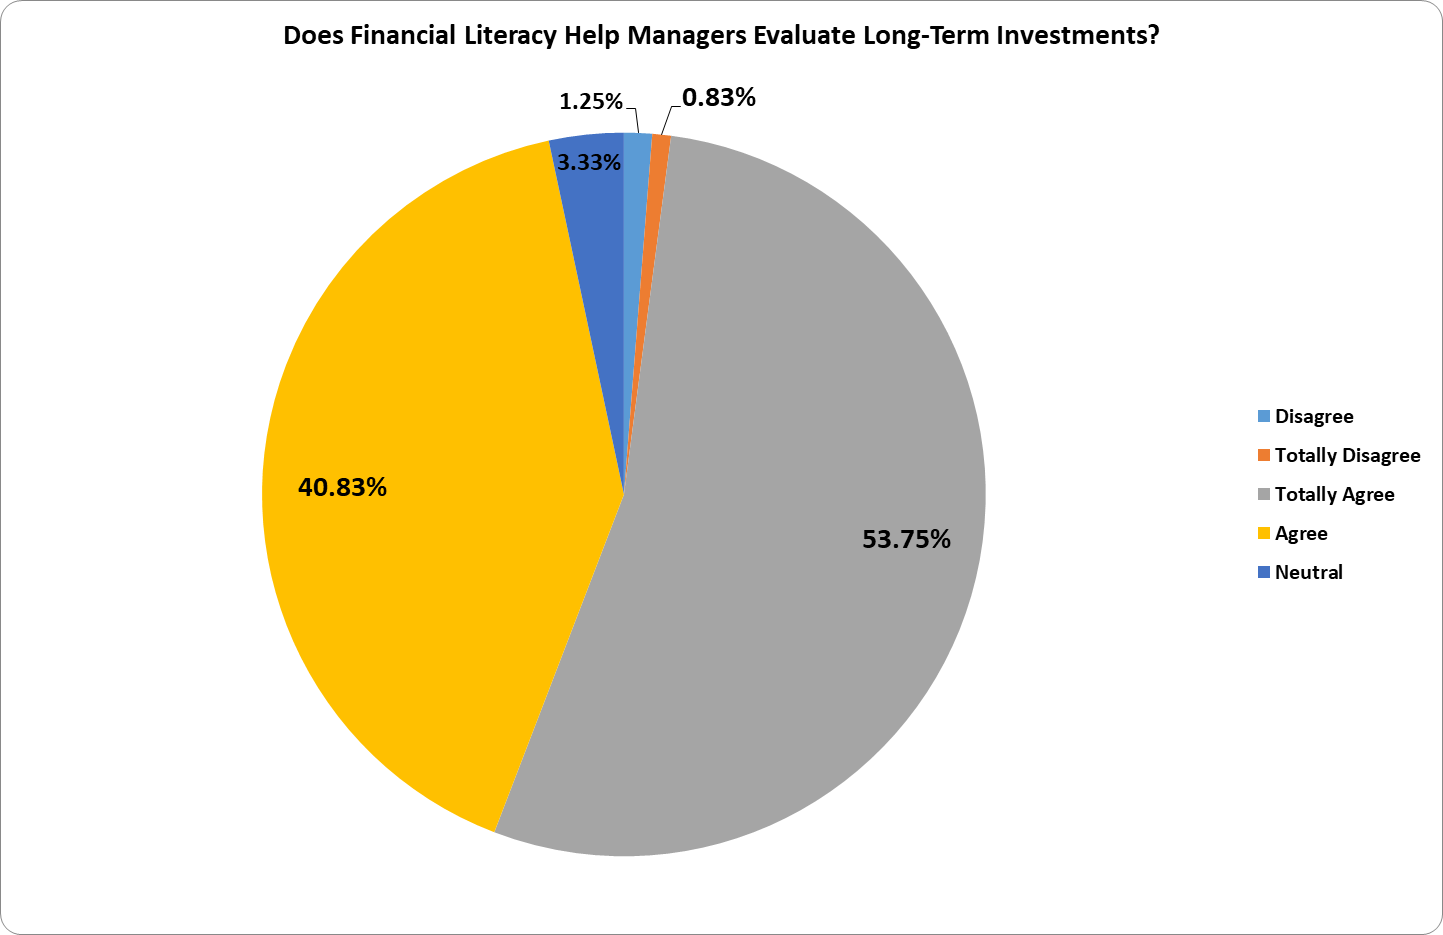 Does Financial Literacy Help Managers Evaluate Long-Term Investments?
1.25%
0.83%
3.33%
40.83%
53.75%
Disagree
Totally Disagree
Totally Agree
Agree
Neutral